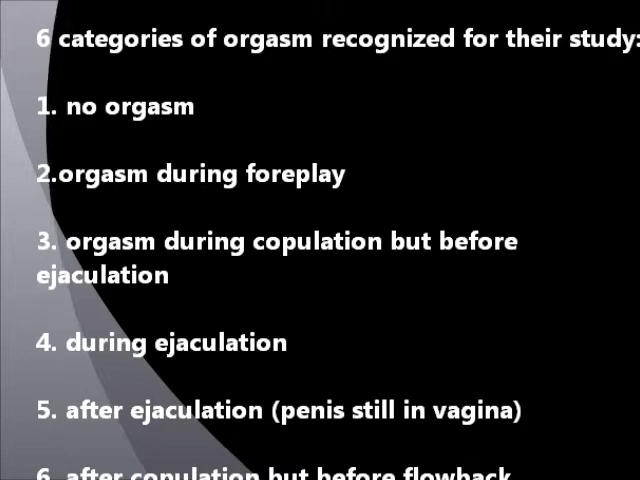 6 categories of orgasm recognized for their study:
1. no orgasm
2.orgasm during foreplay
3. orgasm during copulation but before
ejaculation
4. during ejaculation
5. after ejaculation (penis still in vagina)
6. after copulation but before flowback